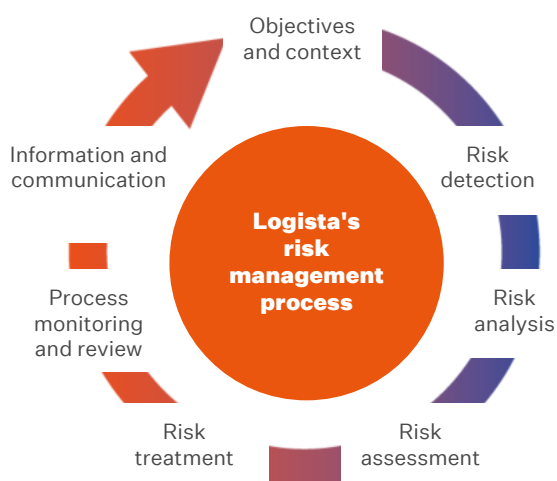 Objectives
and context
Risk
detection
Risk
analysis
Risk
assessment
Risk
treatment
Process
monitoring
and review
Information and
communication
Logista's
risk
management
process